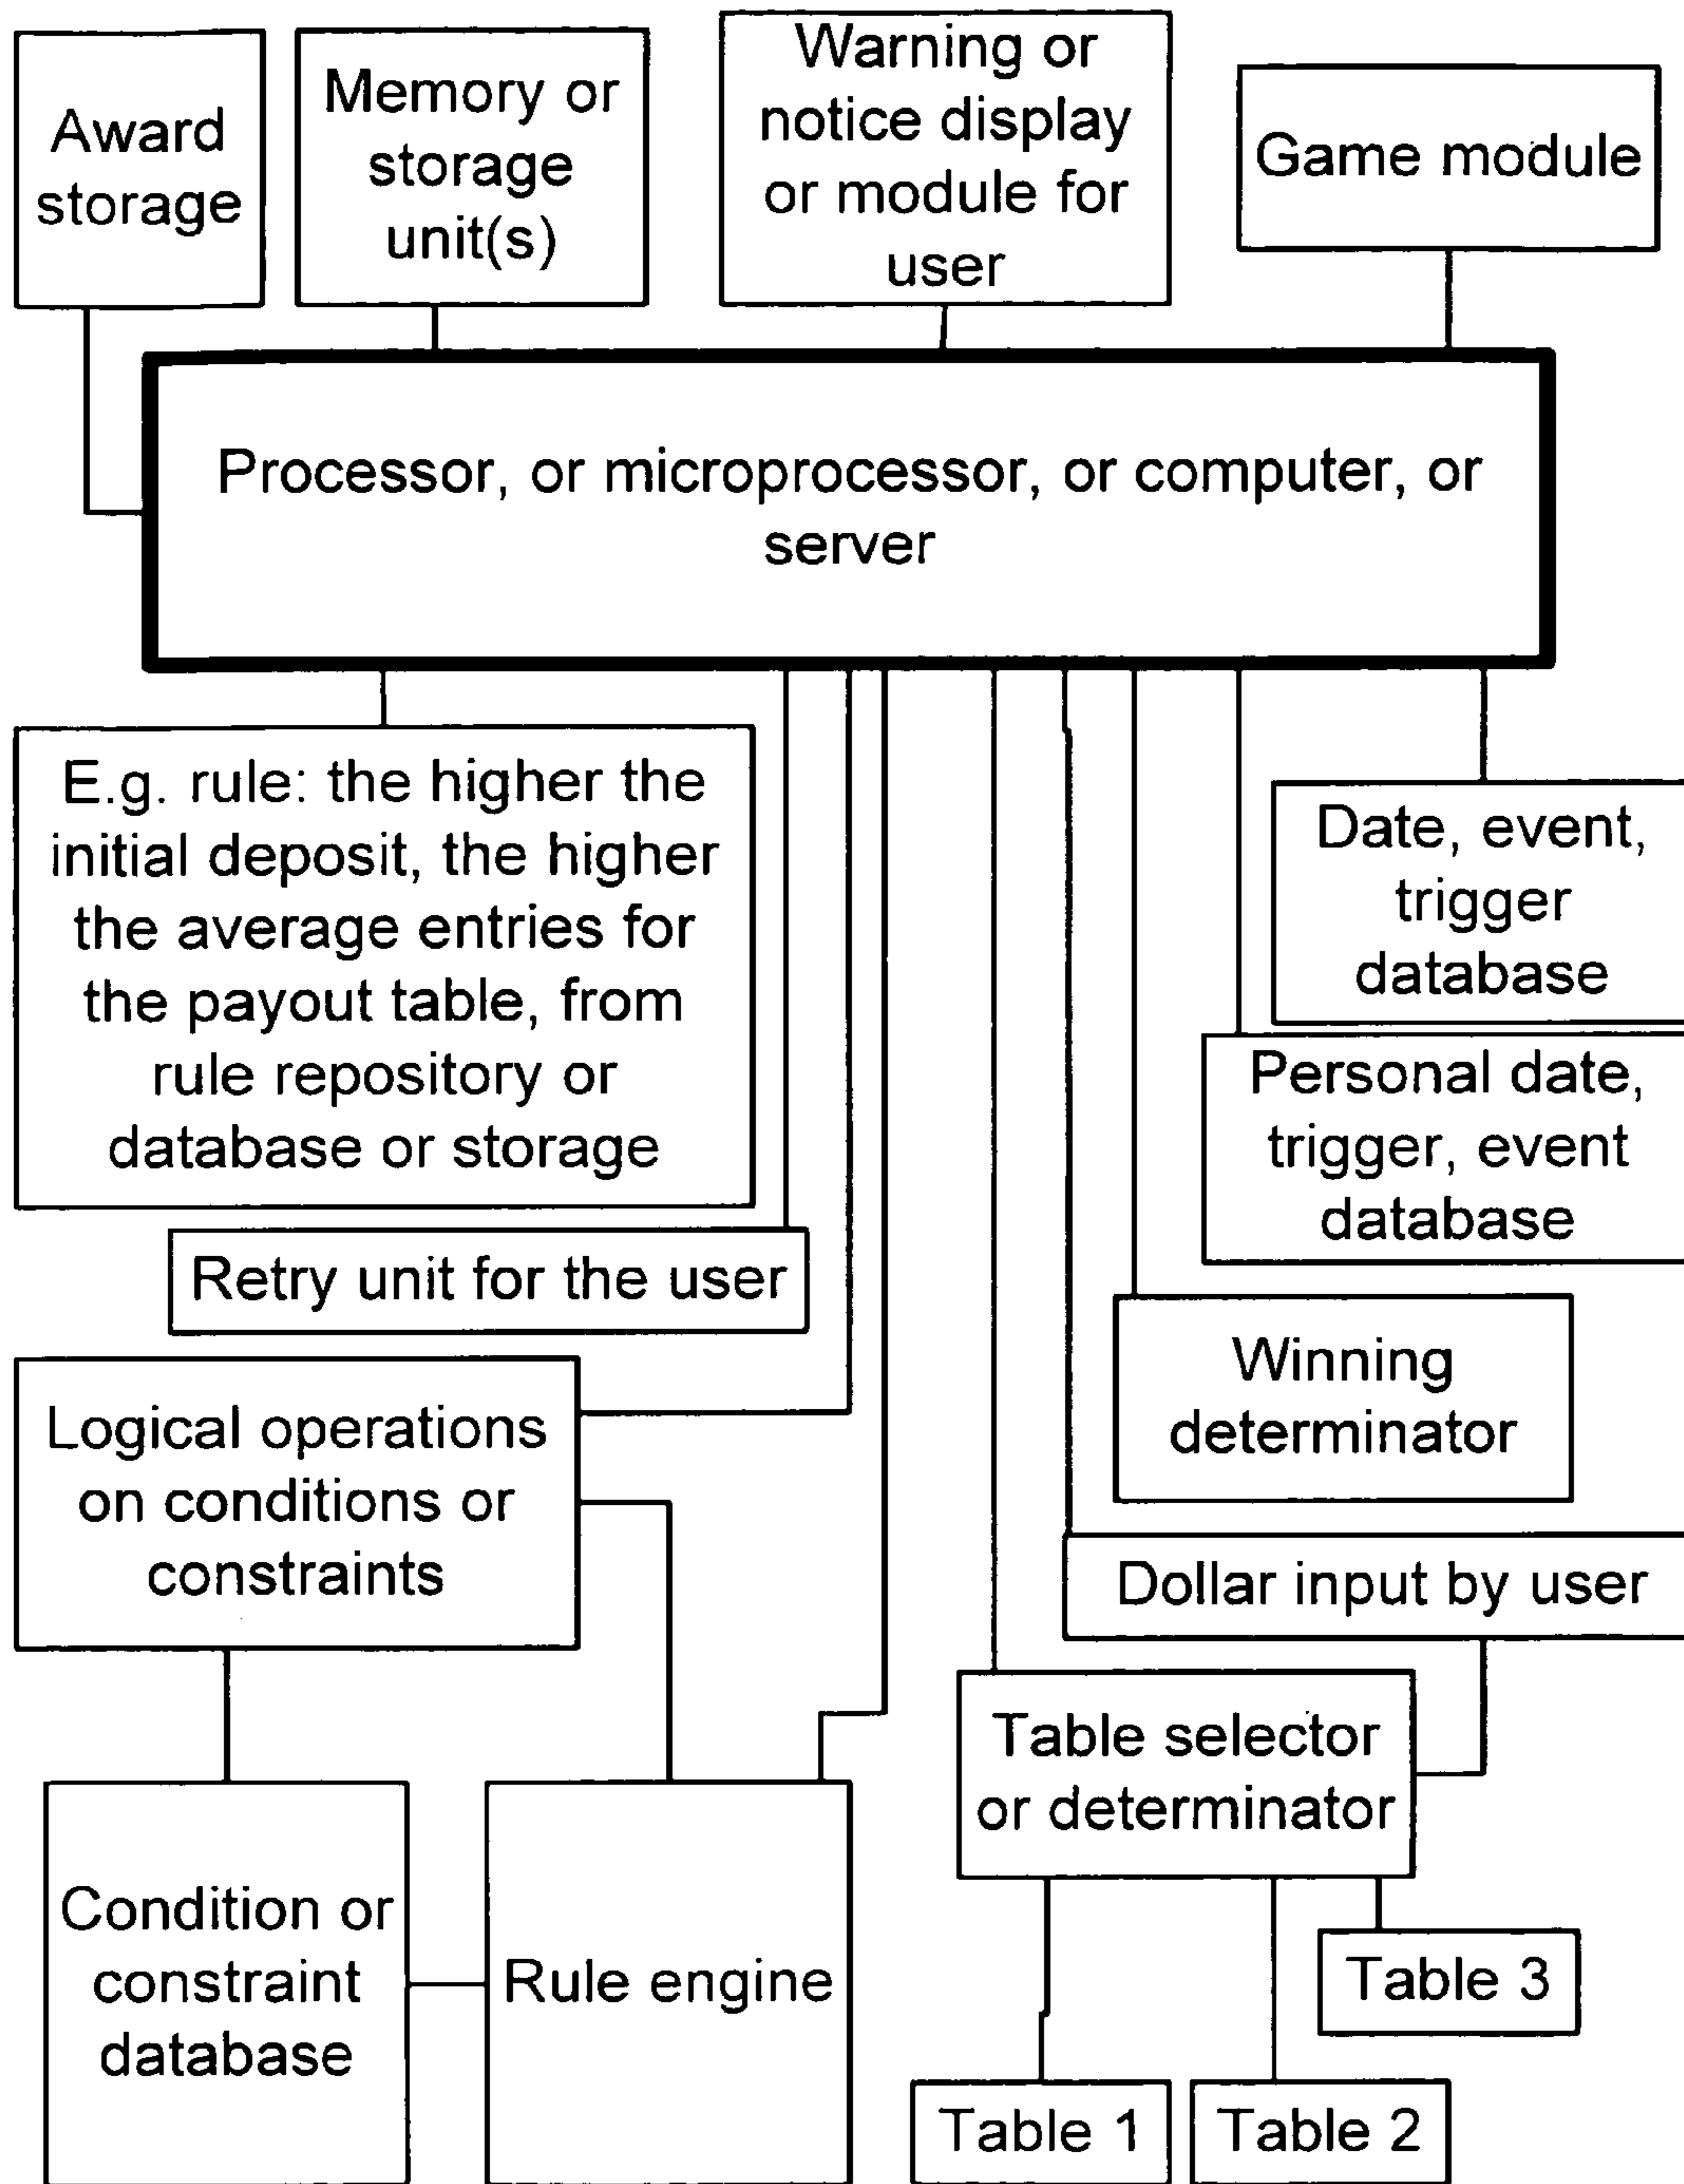 Award
storage
Memory or
storage
unit(s)
Warning or
notice display
or module for
user
Game module
Processor, or microprocessor, or computer, or
server
E.g. rule: the higher the
initial deposit, the higher
the average entries for
the payout table, from
rule repository or
database or storage
Date, event,
trigger
database
Personal date,
trigger, event
database
Retry unit for the user
Winning
determinator
Logical operations
on conditions or
constraints
Dollar input by user
Table selector
or determinator
Condition or
constraint
database
Rule engine
Table 3
Table 1
Table 2